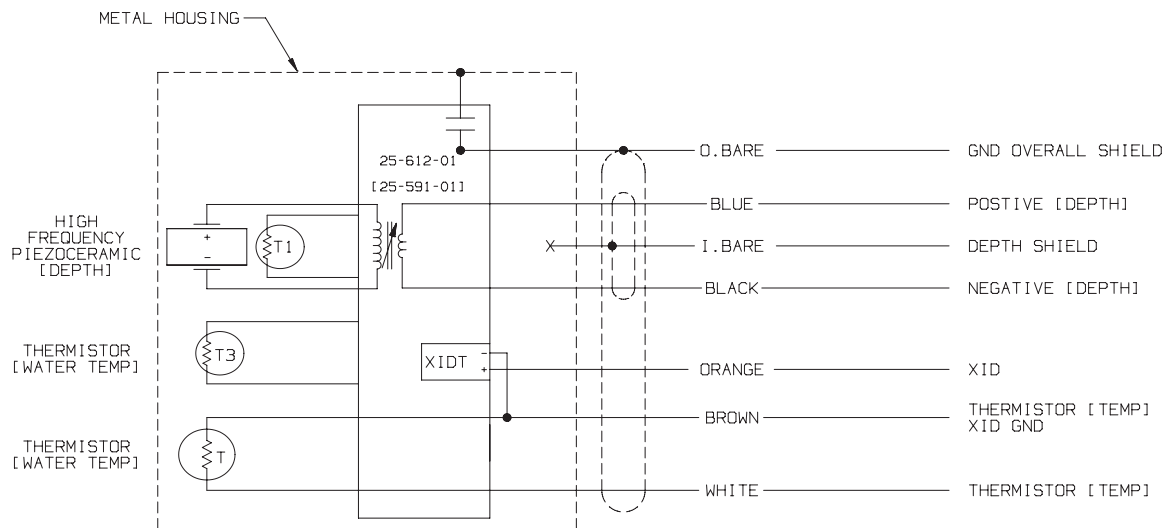 METAL HOUSING
25-612-01
[25-591-01]
O.BARE
GND OVERALL SHIELD
BLUE
POSTIVE [DEPTH]
HIGH
FREQUENCY
PIEZOCERAMIC
[DEPTH]
+
-
T1
X
I.BARE
DEPTH SHIELD
BLACK
NEGATIVE [DEPTH]
THERMISTOR
[WATER TEMP]
T3
XIDT
-
+
ORANGE
XID
BROWN
THERMISTOR [TEMP]
XID GND
THERMISTOR
[WATER TEMP]
T
WHITE
THERMISTOR [TEMP]